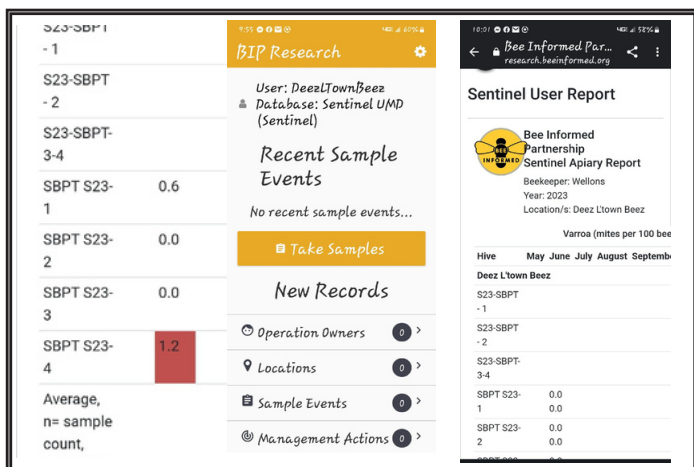 S23-SBPT
- 1
S23-SBPT
- 2
S23-SBPT-
3-4
SBPT S23-
1
0.6
SBPT S23-
2
0.0
SBPT S23-
3
0.0
SBPT S23-
4
1.2
Average,
n= sample
count,
9:55
4G 60%
BIP Research
User: DeezLTownBeez
Database: Sentinel UMD
(Sentinel)
Recent Sample
Events
No recent sample events...
Take Samples
New Records
Operation Owners 0 >
Locations 0 >
Sample Events 0 >
Management Actions 0 >
10:01
4G 58%
Bee Informed Par...
research.beeinformed.org
Sentinel User Report
BEE
INFORMED
Bee Informed
Partnership
Sentinel Apiary Report
Beekeeper: Wellons
Year: 2023
Location/s: Deez L'town Beez
Varroa (mites per 100 bee
Hive May June July August Septembe
Deez L'town Beez
S23-SBPT
- 1
S23-SBPT
- 2
S23-SBPT-
3-4
SBPT S23-
1
0.0
0.0
SBPT S23-
2
0.0
0.0